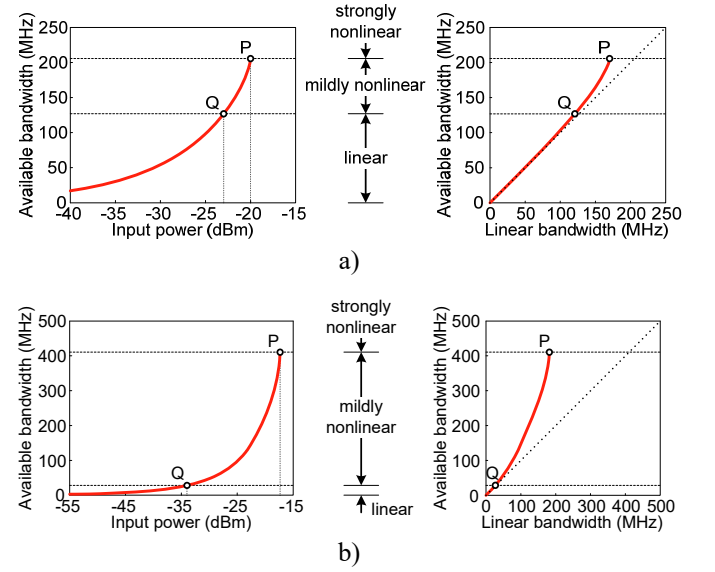 strongly
nonlinear
mildly nonlinear
linear
Available bandwidth (MHz)
250
200
150
100
50
0
P
Q
-40 -35 -30 -25 -20 -15
Input power (dBm)
Available bandwidth (MHz)
250
200
150
100
50
0
P
Q
0 50 100 150 200 250
Linear bandwidth (MHz)
a)
strongly
nonlinear
mildly
nonlinear
linear
Available bandwidth (MHz)
500
400
300
200
100
0
P
Q
-55 -45 -35 -25 -15
Input power (dBm)
Available bandwidth (MHz)
500
400
300
200
100
0
P
Q
0 100 200 300 400 500
Linear bandwidth (MHz)
b)